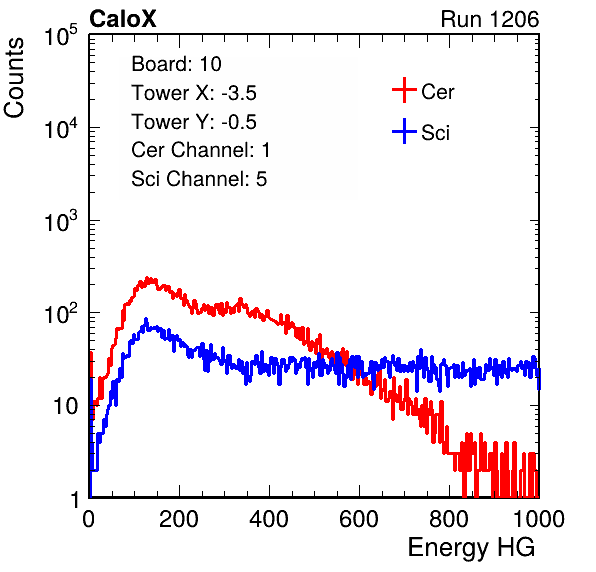 CaloX Run 1206
10^5
Counts
Board: 10
Tower X: -3.5
Tower Y: -0.5
Cer Channel: 1
Sci Channel: 5
Cer
Sci
10^4
10^3
10^2
10
1
0 200 400 600 800 1000
Energy HG